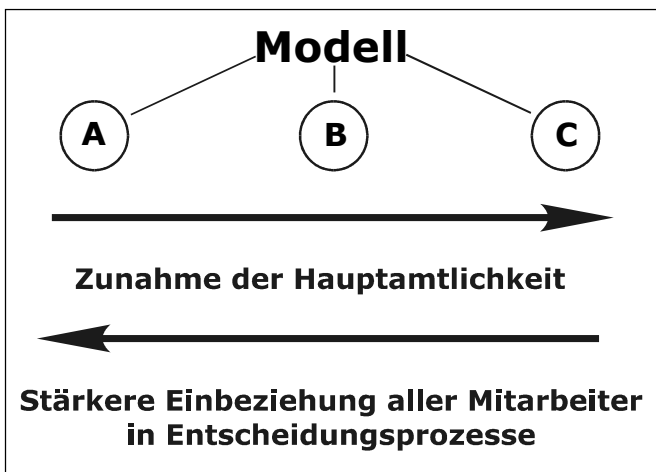 Modell
A B C
Zunahme der Hauptamtlichkeit
Stärkere Einbeziehung aller Mitarbeiter
in Entscheidungsprozesse